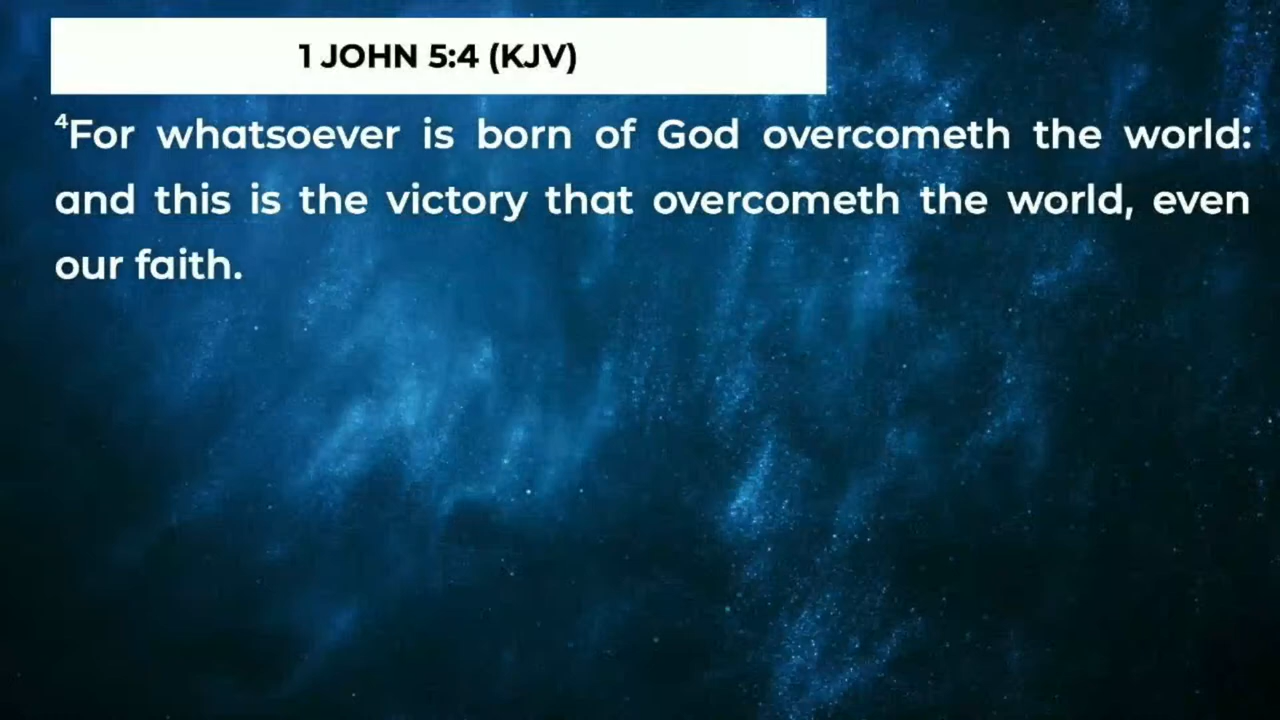 1 JOHN 5:4 (KJV)
⁴For whatsoever is born of God overcometh the world:
and this is the victory that overcometh the world, even
our faith.